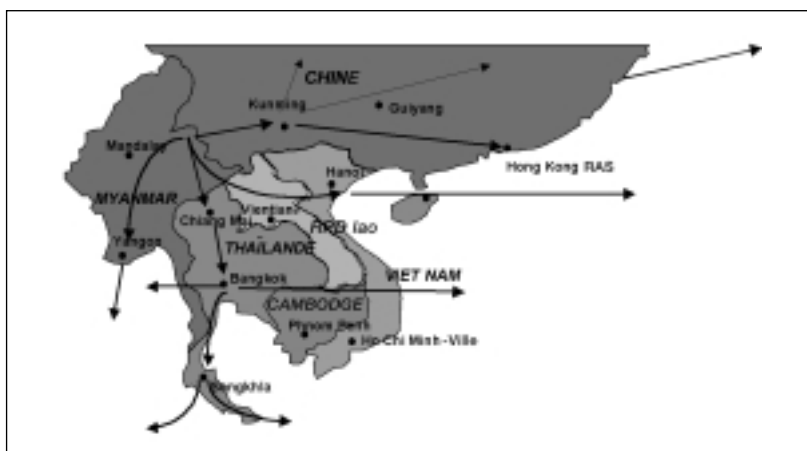 CHINE
Kunming
Guiyang
Mandalay
Hong Kong RAS
Hanoi
MYANMAR
Vientiane
Chiang Mai
RPD lao
THAÏLANDE
Yangon
VIET NAM
Bangkok
CAMBODGE
Phnom Penh
Ho Chi Minh-Ville
Songkhla